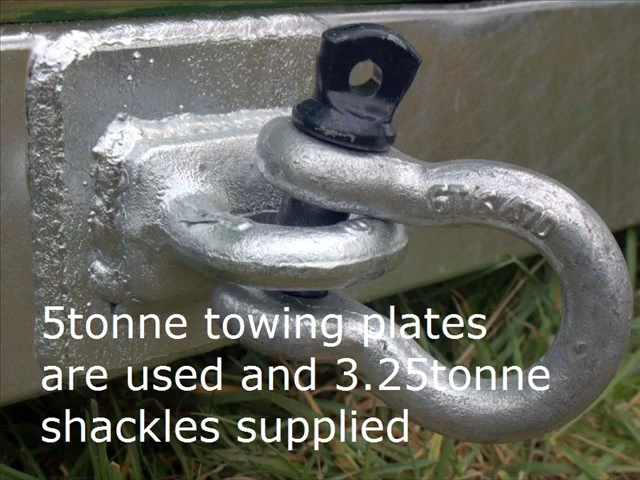 5tonne towing plates
are used and 3.25tonne
shackles supplied